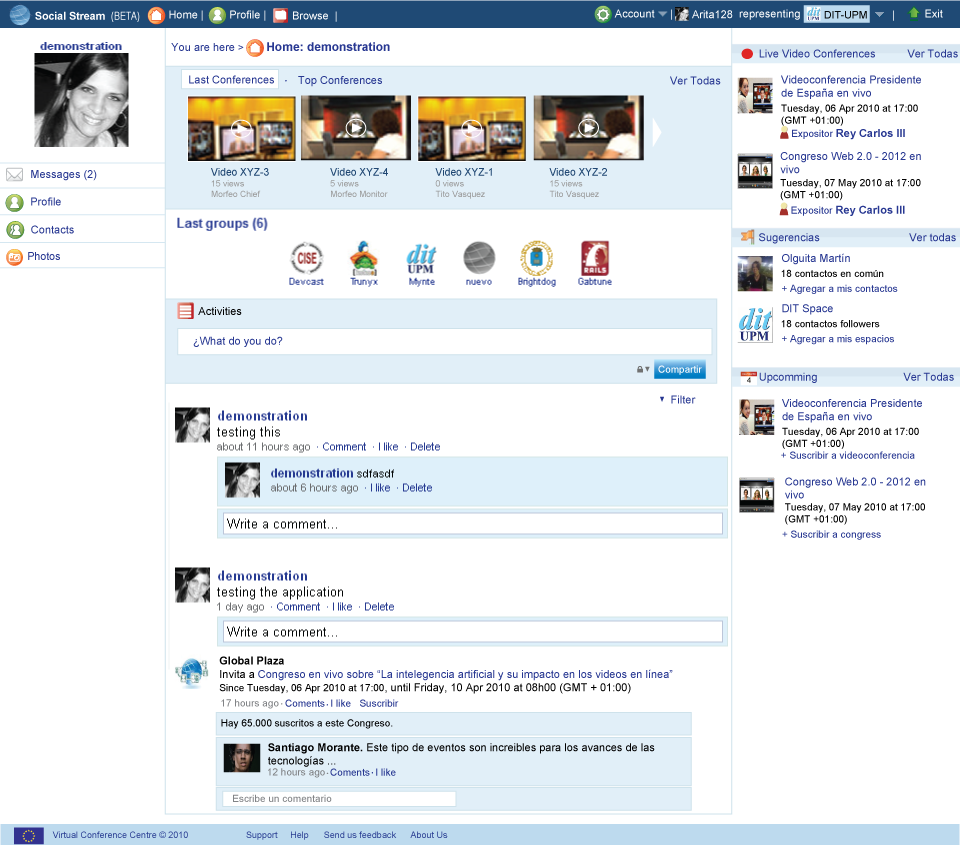 Social Stream (BETA) Home | Profile | Browse |
Account | Arita128 representing dit UPM DIT-UPM | Exit
demonstration
Messages (2)
Profile
Contacts
Photos
You are here > Home: demonstration
Last Conferences · Top Conferences Ver Todas
Video XYZ-3
15 views
Morfeo Chief
Video XYZ-4
5 views
Morfeo Monitor
Video XYZ-1
0 views
Tito Vasquez
Video XYZ-2
15 views
Tito Vasquez
Last groups (6)
CISE
dit
UPM
RAILS
Devcast Trunyx Mynte nuevo Brightdog Gabtune
Activities
¿What do you do?
Compartir
Filter
demonstration
testing this
about 11 hours ago · Comment · I like · Delete
demonstration sdfasdf
about 6 hours ago · I like · Delete
Write a comment...
demonstration
testing the application
1 day ago · Comment · I like · Delete
Write a comment...
Global Plaza
Invita a Congreso en vivo sobre “La intelegencia artificial y su impacto en los videos en línea”
Since Tuesday, 06 Apr 2010 at 17:00, until Friday, 10 Apr 2010 at 08h00 (GMT + 01:00)
17 hours ago · Coments · I like Suscribir
Hay 65.000 suscritos a este Congreso.
Santiago Morante. Este tipo de eventos son increibles para los avances de las
tecnologías ...
12 hours ago · Coments · I like
Escribe un comentario
Live Video Conferences Ver Todas
Videoconferencia Presidente
de España en vivo
Tuesday, 06 Apr 2010 at 17:00
(GMT +01:00)
Expositor Rey Carlos III
Congreso Web 2.0 - 2012 en
vivo
Tuesday, 07 May 2010 at 17:00
(GMT +01:00)
Expositor Rey Carlos III
Sugerencias Ver todas
Olguita Martín
18 contactos en común
+ Agregar a mis contactos
dit
UPM
DIT Space
18 contactos followers
+ Agregar a mis espacios
4 Upcomming Ver Todas
Videoconferencia Presidente
de España en vivo
Tuesday, 06 Apr 2010 at 17:00
(GMT +01:00)
+ Suscribir a videoconferencia
Congreso Web 2.0 - 2012 en
vivo
Tuesday, 07 May 2010 at 17:00
(GMT +01:00)
+ Suscribir a congress
Virtual Conference Centre © 2010 Support Help Send us feedback About Us